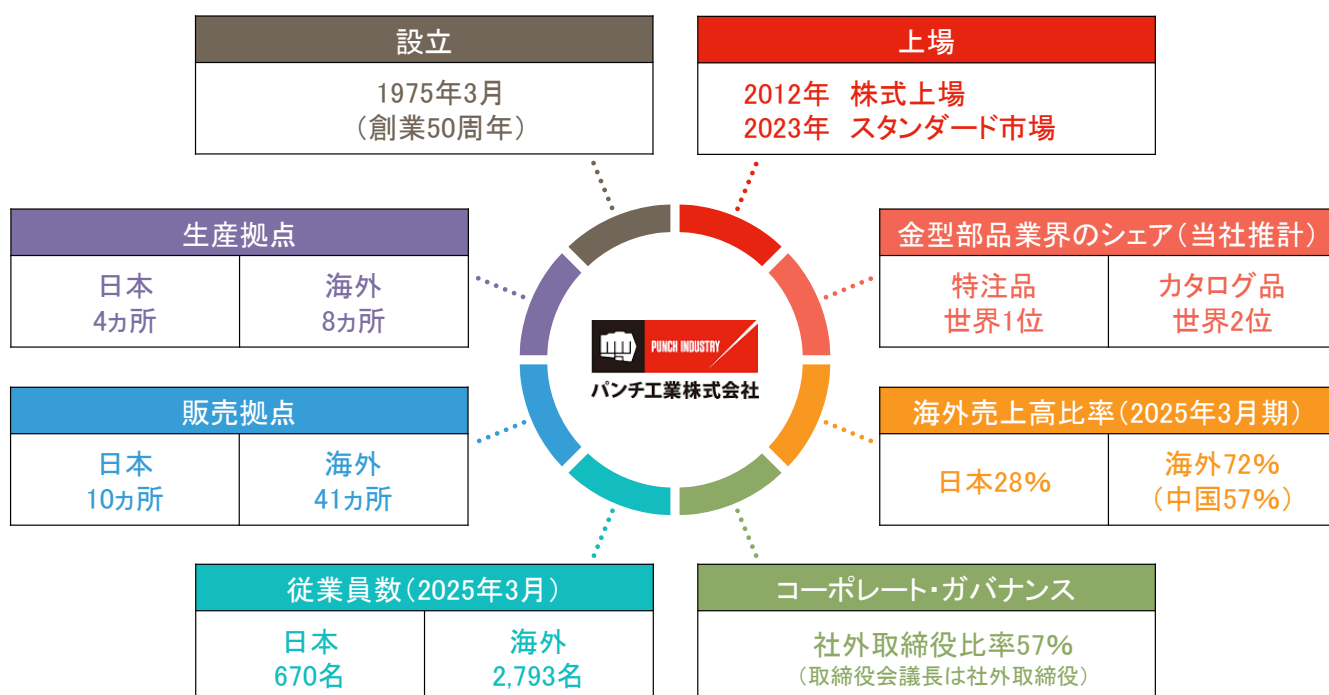 設立
1975年3月
（創業50周年）
上場
2012年 株式上場
2023年 スタンダード市場
生産拠点
日本
4ヵ所
海外
8ヵ所
金型部品業界のシェア（当社推計）
特注品
世界1位
カタログ品
世界2位
PUNCH INDUSTRY
パンチ工業株式会社
販売拠点
日本
10ヵ所
海外
41ヵ所
海外売上高比率（2025年3月期）
日本28%
海外72%
（中国57%）
従業員数（2025年3月）
日本
670名
海外
2,793名
コーポレート・ガバナンス
社外取締役比率57%
（取締役会議長は社外取締役）